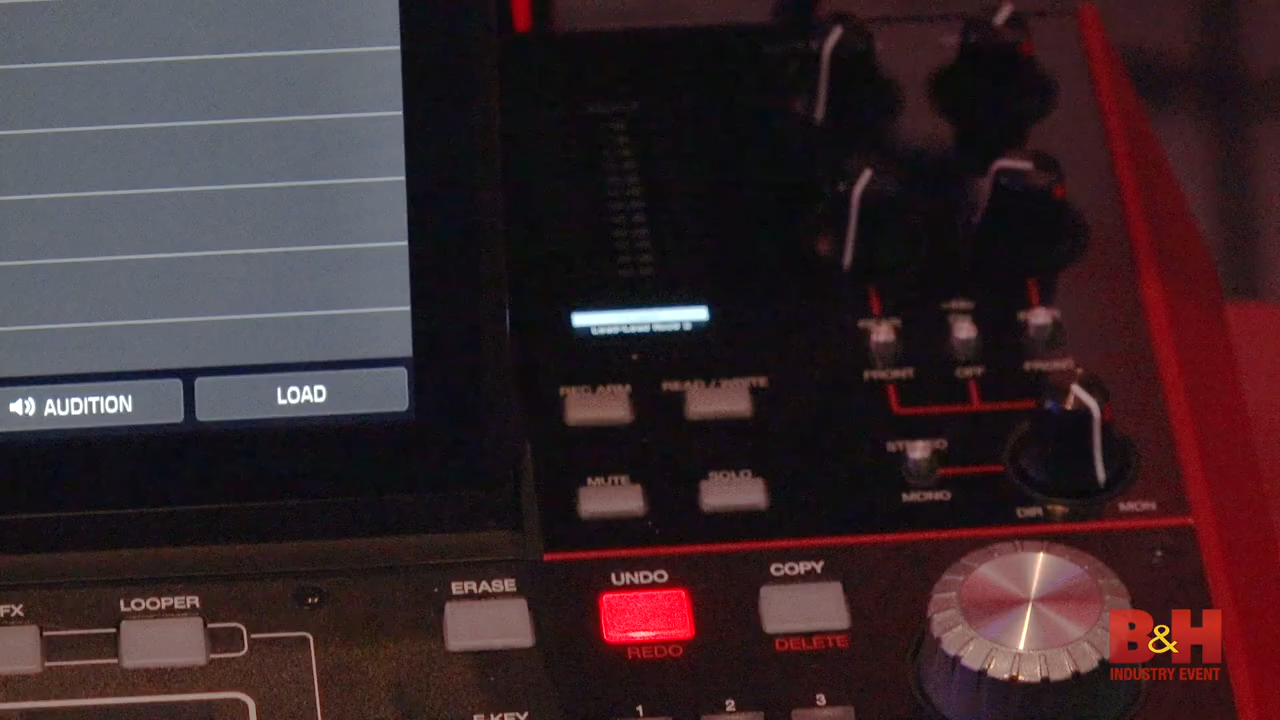 AUDITION
LOAD
REC ARM
READ / WRITE
MUTE
SOLO
FRONT
OFF
FRONT
STEREO
MONO
DIR
MON
FX
LOOPER
ERASE
UNDO
REDO
COPY
DELETE
1
2
3
B&H
INDUSTRY EVENT